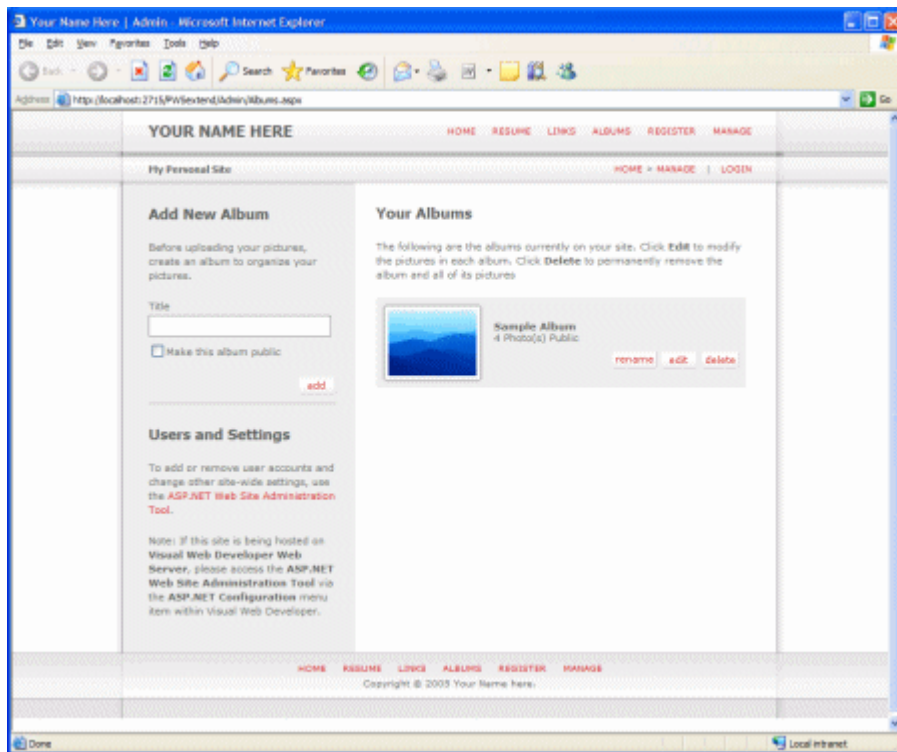 Your Name Here | Admin - Microsoft Internet Explorer
File Edit View Favorites Tools Help
Back Search Favorites
Address http://localhost:2715/PWSextend/Admin/Albums.aspx Go
YOUR NAME HERE HOME RESUME LINKS ALBUMS REGISTER MANAGE
My Personal Site HOME > MANAGE | LOGIN
Add New Album
Before uploading your pictures,
create an album to organize your
pictures.
Title
Make this album public
add
Users and Settings
To add or remove user accounts and
change other site-wide settings, use
the ASP.NET Web Site Administration
Tool.
Note: If this site is being hosted on
Visual Web Developer Web
Server, please access the ASP.NET
Web Site Administration Tool via
the ASP.NET Configuration menu
item within Visual Web Developer.
Your Albums
The following are the albums currently on your site. Click Edit to modify
the pictures in each album. Click Delete to permanently remove the
album and all of its pictures
Sample Album
4 Photo(s) Public
rename edit delete
HOME RESUME LINKS ALBUMS REGISTER MANAGE
Copyright © 2005 Your Name here.
Done Local intranet